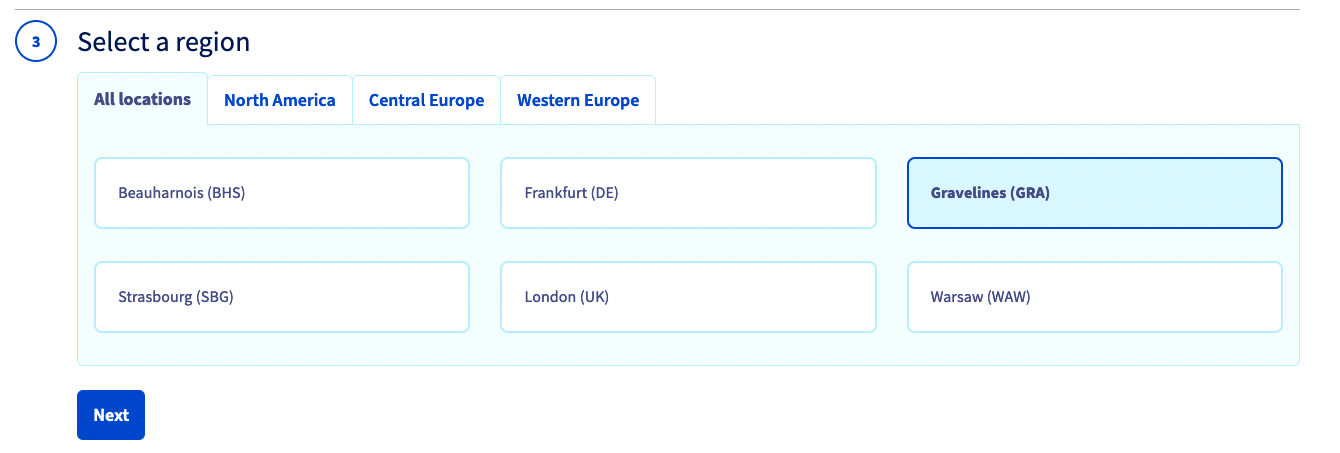 3
Select a region
All locations
North America
Central Europe
Western Europe
Beauharnois (BHS)
Frankfurt (DE)
Gravelines (GRA)
Strasbourg (SBG)
London (UK)
Warsaw (WAW)
Next